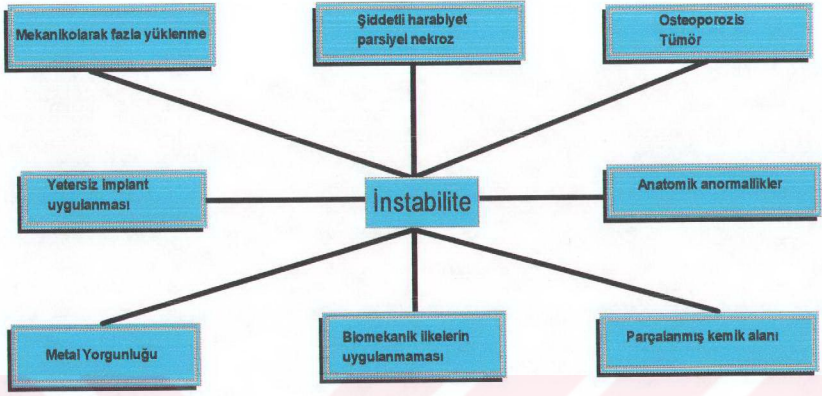 Mekanikolarak fazla yüklenme
Şiddetli harabiyet
parsiyel nekroz
Osteoporozis
Tümör
Yetersiz implant
uygulanması
İnstabilite
Anatomik anormallikler
Metal Yorgunluğu
Biomekanik ilkelerin
uygulanmaması
Parçalanmış kemik alanı